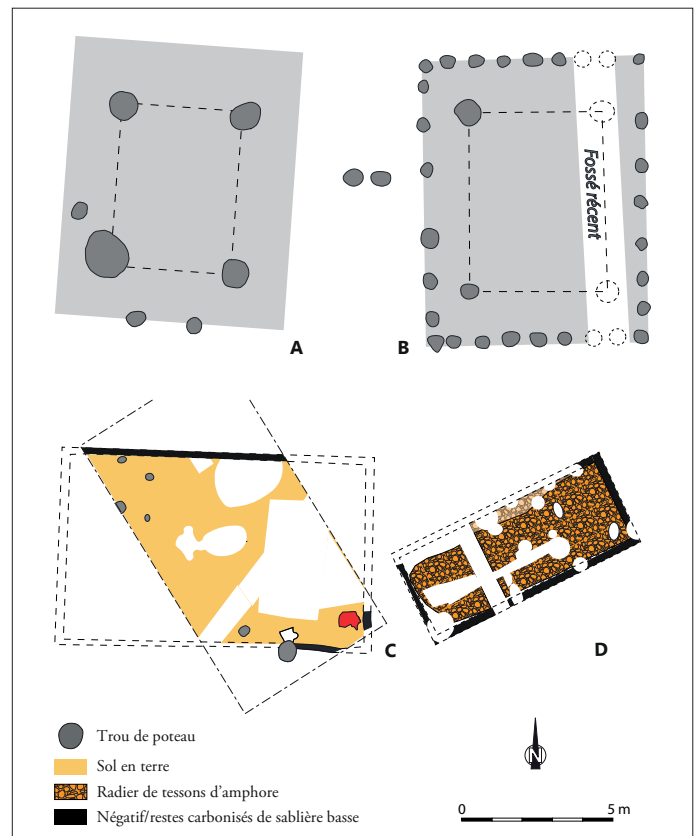 A
B
Fossé récent
C
D
Trou de poteau
Sol en terre
Radier de tessons d'amphore
Négatif/restes carbonisés de sablière basse
N
0 5 m